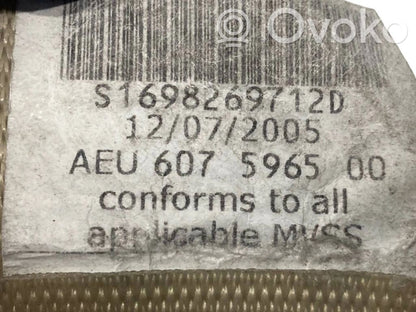 Ovoko
S1698269712D
12/07/2005
AEU 607 5965 00
conforms to all
applicable MVSS